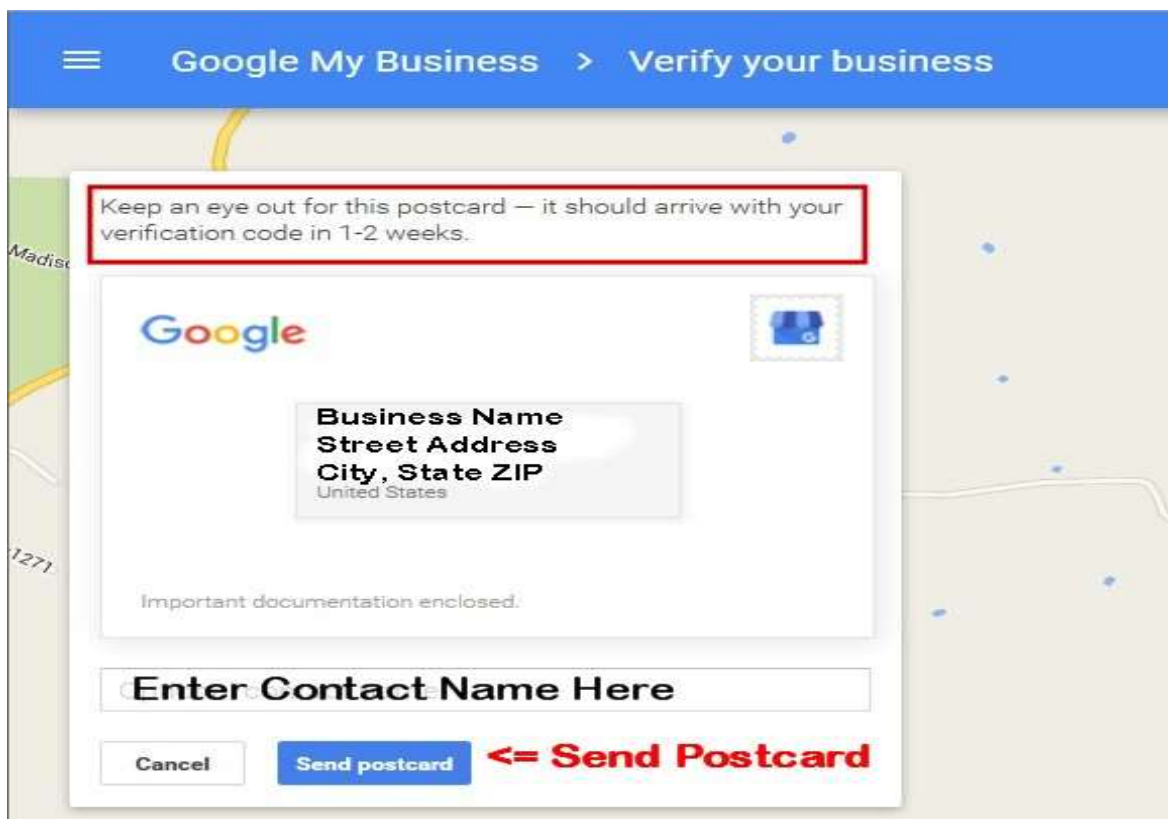 Google My Business > Verify your business
Keep an eye out for this postcard — it should arrive with your
verification code in 1-2 weeks.
Google
Business Name
Street Address
City, State ZIP
United States
Important documentation enclosed.
Enter Contact Name Here
Cancel
Send postcard
<= Send Postcard
1271